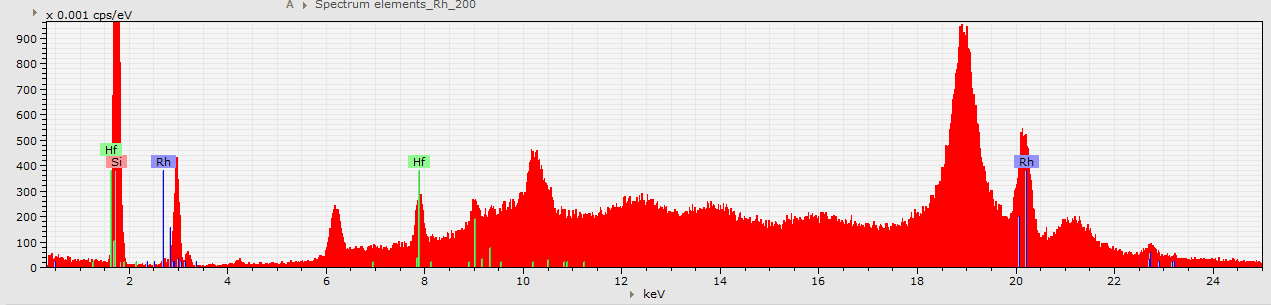 A Spectrum elements_Rh_200
x 0.001 cps/eV
900
800
700
600
500
400
300
200
100
0
Hf
Si
Rh
Hf
Rh
2 4 6 8 10 12 14 16 18 20 22 24
keV